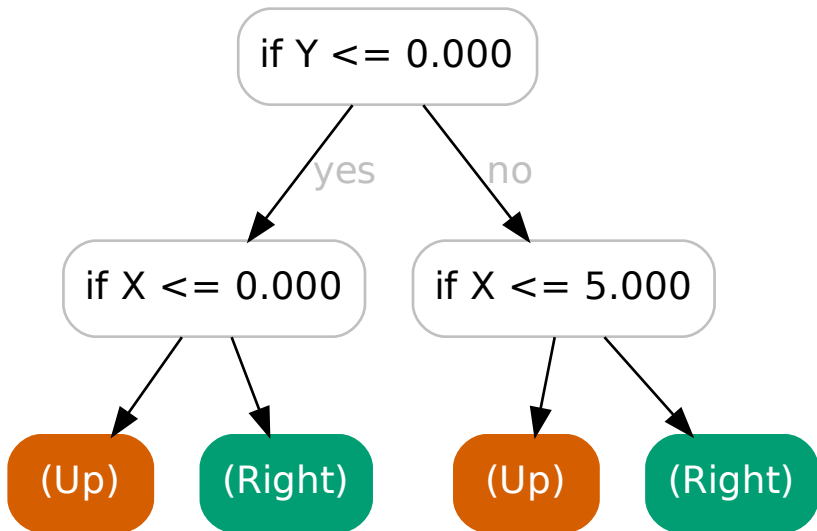 if Y <= 0.000
yes
no
if X <= 0.000
if X <= 5.000
(Up)
(Right)
(Up)
(Right)